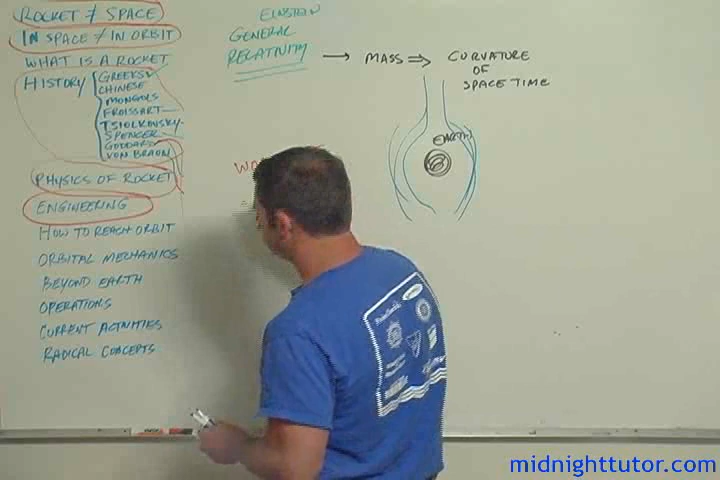 ROCKET ≠ SPACE
IN SPACE ≠ IN ORBIT
WHAT IS A ROCKET
HISTORY
GREEKS
CHINESE
MONGOLS
FROISSART
TSIOLKOVSKY
SPENCER
GODDARD
VON BRAUN
PHYSICS OF ROCKET
ENGINEERING
HOW TO REACH ORBIT
ORBITAL MECHANICS
BEYOND EARTH
OPERATIONS
CURRENT ACTIVITIES
RADICAL CONCEPTS
EINSTEIN
GENERAL
RELATIVITY → MASS ⇒ CURVATURE
OF
SPACE TIME
EARTH
midnighttutor.com